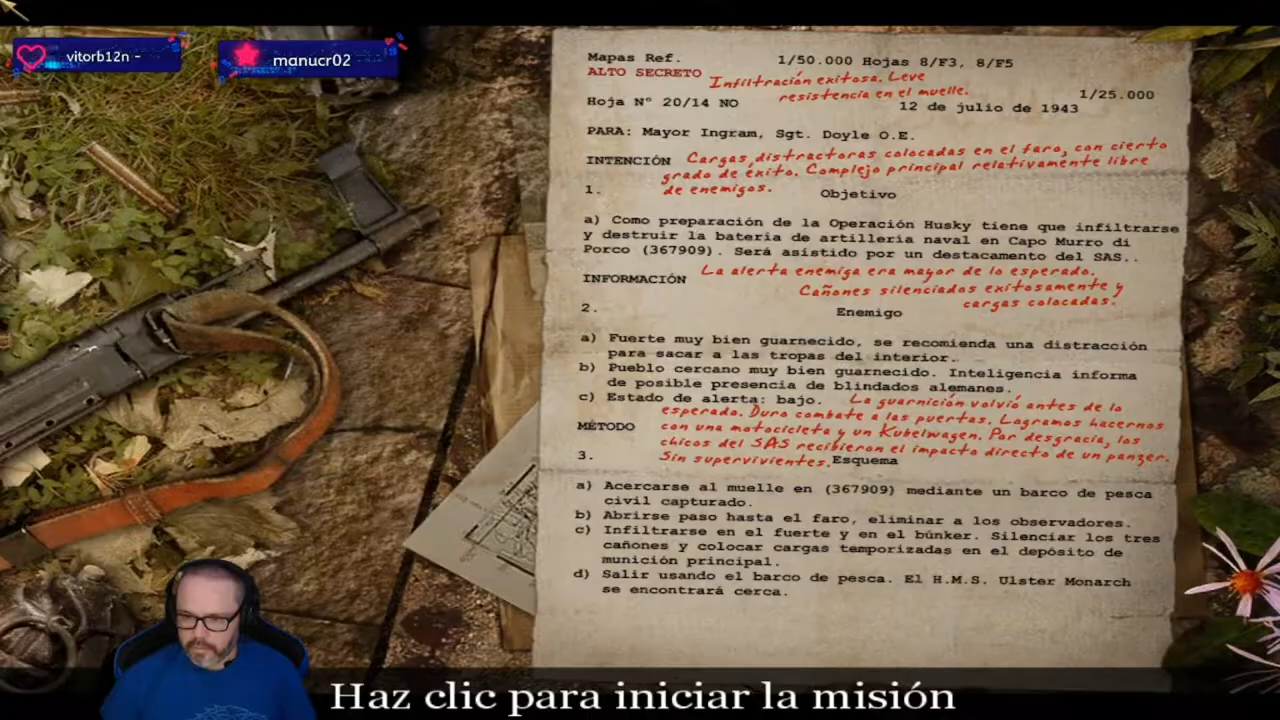 vitorb12n -
manucr02
Mapas Ref. 1/50.000 Hojas 8/F3, 8/F5
ALTO SECRETO Infiltración exitosa. Leve
resistencia en el muelle. 1/25.000
Hoja N° 20/14 NO 12 de julio de 1943
PARA: Mayor Ingram, Sgt. Doyle O.E.
INTENCIÓN Cargas distractoras colocadas en el faro, con cierto
grado de éxito. Complejo principal relativamente libre
de enemigos.
1. Objetivo
a) Como preparación de la Operación Husky tiene que infiltrarse
y destruir la batería de artillería naval en Capo Murro di
Porco (367909). Será asistido por un destacamento del SAS..
INFORMACIÓN La alerta enemiga era mayor de lo esperado.
Cañones silenciados exitosamente y
cargas colocadas.
2. Enemigo
a) Fuerte muy bien guarnecido, se recomienda una distracción
para sacar a las tropas del interior.
b) Pueblo cercano muy bien guarnecido. Inteligencia informa
de posible presencia de blindados alemanes.
c) Estado de alerta: bajo. La guarnición volvió antes de lo
esperado. Duro combate a las puertas. Logramos hacernos
MÉTODO con una motocicleta y un Kubelwagen. Por desgracia, los
chicos del SAS recibieron el impacto directo de un panzer.
Sin supervivientes.
3. Esquema
a) Acercarse al muelle en (367909) mediante un barco de pesca
civil capturado.
b) Abrirse paso hasta el faro, eliminar a los observadores.
c) Infiltrarse en el fuerte y en el búnker. Silenciar los tres
cañones y colocar cargas temporizadas en el depósito de
munición principal.
d) Salir usando el barco de pesca. El H.M.S. Ulster Monarch
se encontrará cerca.
Haz clic para iniciar la misión